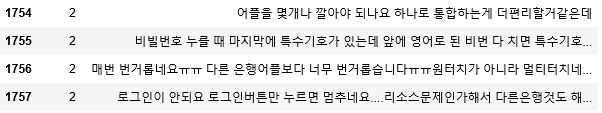 1754 2 어플을 몇개나 깔아야 되나요 하나로 통합하는게 더편리할거같은데
1755 2 비빌번호 누를 때 마지막에 특수기호가 있는데 앞에 영어로 된 비번 다 치면 특수기호...
1756 2 매번 번거롭네요ㅠㅠ 다른 은행어플보다 너무 번거롭습니다ㅠㅠ원터치가 아니라 멀티터치네...
1757 2 로그인이 안되요 로그인버튼만 누르면 멈추네요....리소스문제인가해서 다른은행것도 해...